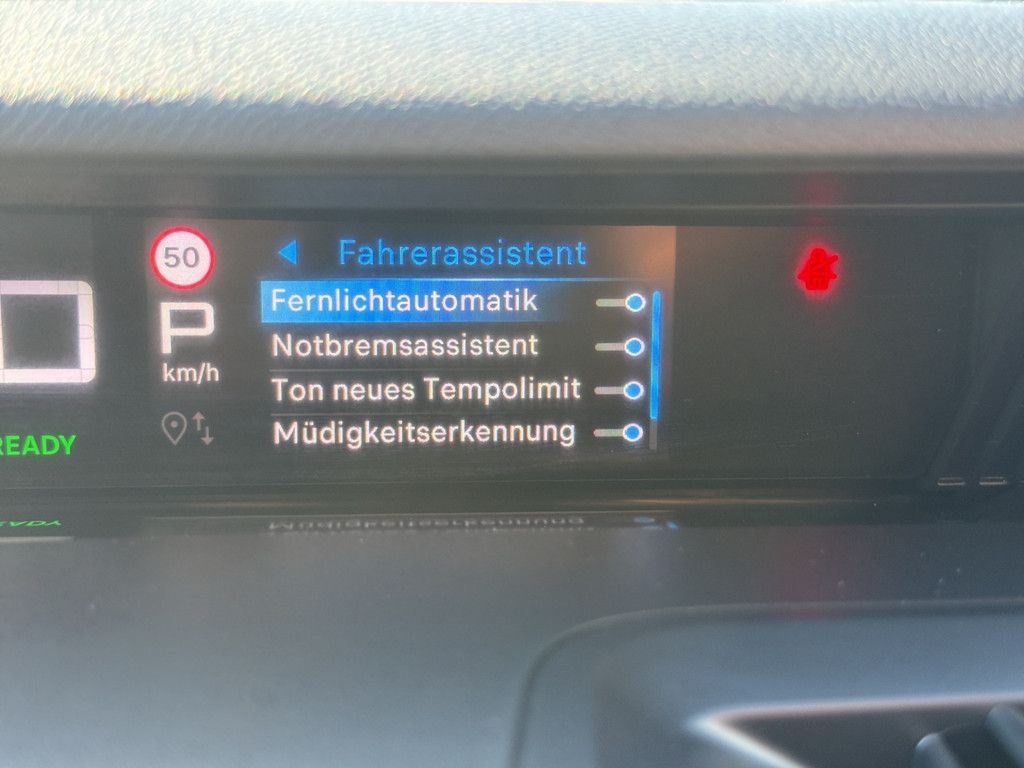 50
Fahrerassistent
P
km/h
READY
Fernlichtautomatik
Notbremsassistent
Ton neues Tempolimit
Müdigkeitserkennung